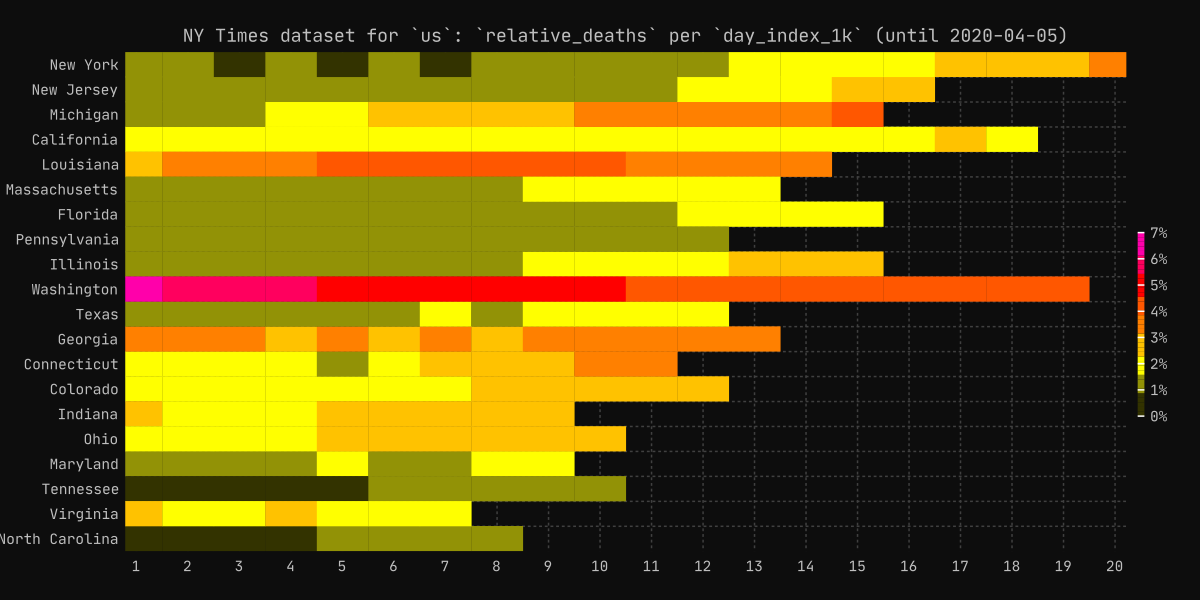 NY Times dataset for `us`: `relative_deaths` per `day_index_1k` (until 2020-04-05)
New York
New Jersey
Michigan
California
Louisiana
Massachusetts
Florida
Pennsylvania
Illinois
Washington
Texas
Georgia
Connecticut
Colorado
Indiana
Ohio
Maryland
Tennessee
Virginia
North Carolina
1 2 3 4 5 6 7 8 9 10 11 12 13 14 15 16 17 18 19 20
7%
6%
5%
4%
3%
2%
1%
0%